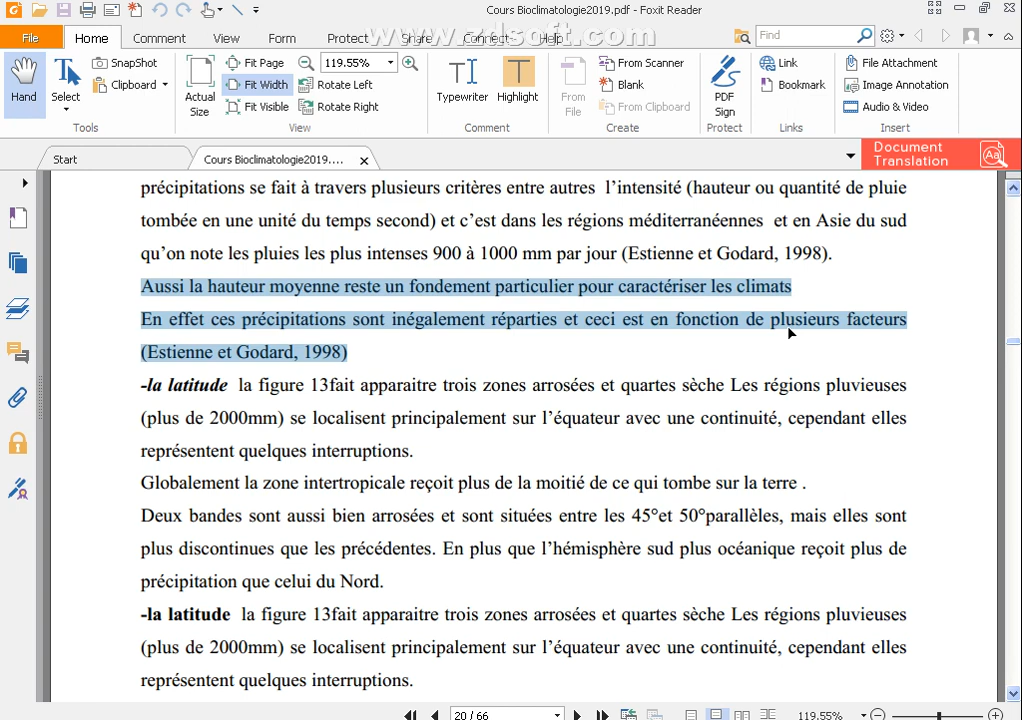 Cours Bioclimatologie2019.pdf - Foxit Reader
File Home Comment View Form Protect Share Connect Help Find
www.zdsoft.com
Hand
Select
SnapShot
Clipboard
Actual Size
Fit Page
Fit Width
Fit Visible
119.55%
Rotate Left
Rotate Right
Typewriter
Highlight
From File
From Scanner
Blank
From Clipboard
PDF Sign
Link
Bookmark
File Attachment
Image Annotation
Audio & Video
Tools View Comment Create Protect Links Insert
Start
Cours Bioclimatologie2019....
Document Translation
précipitations se fait à travers plusieurs critères entre autres l'intensité (hauteur ou quantité de pluie
tombée en une unité du temps second) et c'est dans les régions méditerranéennes et en Asie du sud
qu'on note les pluies les plus intenses 900 à 1000 mm par jour (Estienne et Godard, 1998).
Aussi la hauteur moyenne reste un fondement particulier pour caractériser les climats
En effet ces précipitations sont inégalement réparties et ceci est en fonction de plusieurs facteurs
(Estienne et Godard, 1998)
-la latitude la figure 13fait apparaitre trois zones arrosées et quartes sèche Les régions pluvieuses
(plus de 2000mm) se localisent principalement sur l'équateur avec une continuité, cependant elles
représentent quelques interruptions.
Globalement la zone intertropicale reçoit plus de la moitié de ce qui tombe sur la terre .
Deux bandes sont aussi bien arrosées et sont situées entre les 45°et 50°parallèles, mais elles sont
plus discontinues que les précédentes. En plus que l'hémisphère sud plus océanique reçoit plus de
précipitation que celui du Nord.
-la latitude la figure 13fait apparaitre trois zones arrosées et quartes sèche Les régions pluvieuses
(plus de 2000mm) se localisent principalement sur l'équateur avec une continuité, cependant elles
représentent quelques interruptions.
20 / 66
119.55%